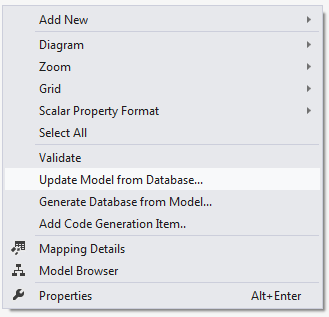 Add New
Diagram
Zoom
Grid
Scalar Property Format
Select All
Validate
Update Model from Database...
Generate Database from Model...
Add Code Generation Item..
Mapping Details
Model Browser
Properties Alt+Enter